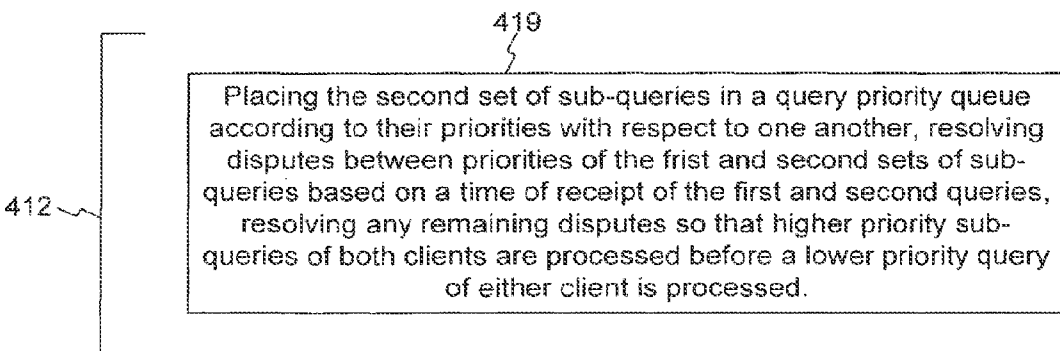 419
Placing the second set of sub-queries in a query priority queue
according to their priorities with respect to one another, resolving
disputes between priorities of the frist and second sets of sub-
queries based on a time of receipt of the first and second queries,
412
resolving any remaining disputes so that higher priority sub-
queries of both clients are processed before a lower priority query
of either client is processed.